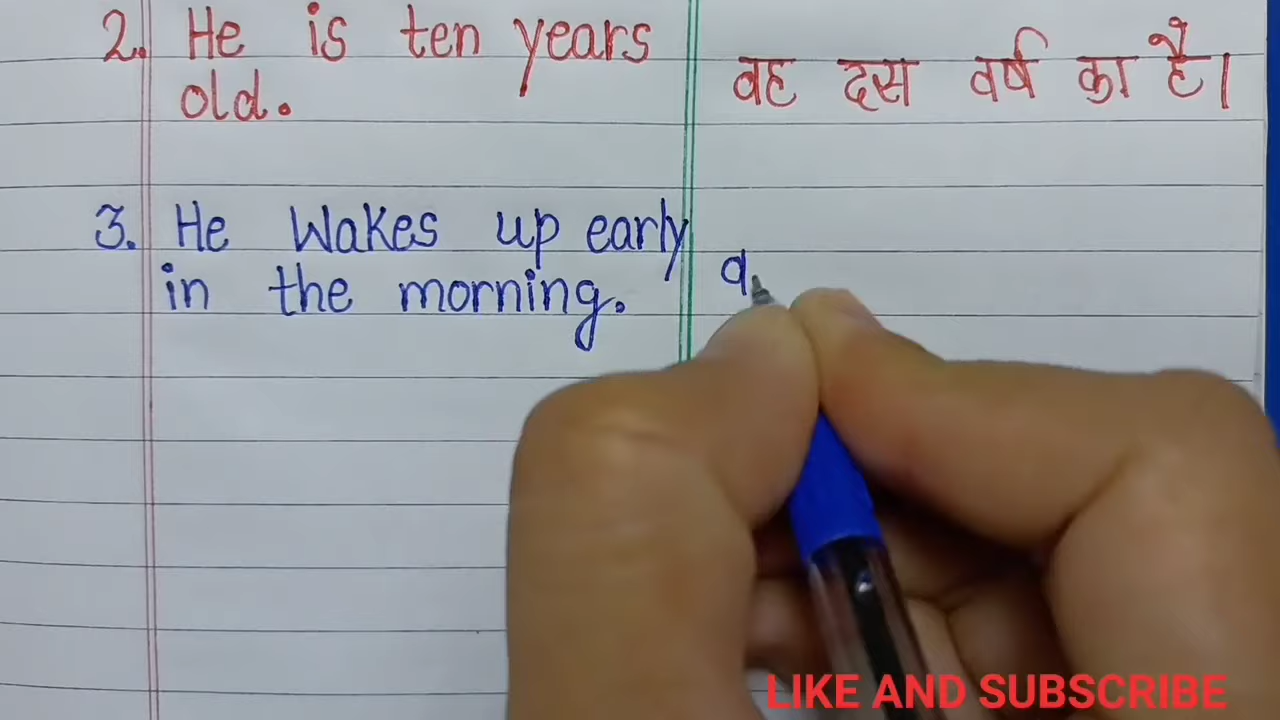 2. He is ten years
old.
वह दस वर्ष का है।
3. He Wakes up early
in the morning.
व
LIKE AND SUBSCRIBE